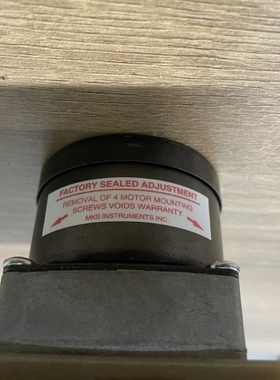 FACTORY SEALED ADJUSTMENT
REMOVAL OF 4 MOTOR MOUNTING
SCREWS VOIDS WARRANTY
MKS INSTRUMENTS INC.